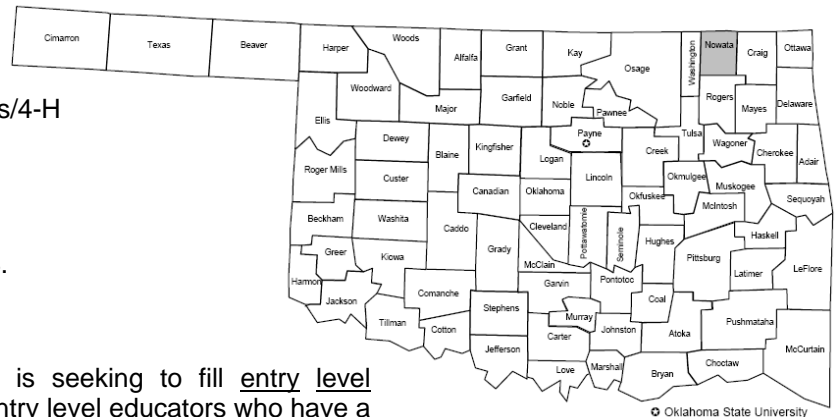 Cimarron
Texas
Beaver
Harper
Woods
Alfalfa
Grant
Kay
Osage
Washington
Nowata
Craig
Ottawa
s/4-H
Ellis
Woodward
Major
Garfield
Noble
Pawnee
Rogers
Mayes
Delaware
Dewey
Blaine
Kingfisher
Logan
Payne
Creek
Tulsa
Wagoner
Cherokee
Adair
Roger Mills
Custer
Canadian
Oklahoma
Lincoln
Okfuskee
Okmulgee
Muskogee
McIntosh
Sequoyah
Beckham
Washita
Caddo
Grady
Cleveland
Pottawatomie
Seminole
Hughes
Pittsburg
Haskell
.
Greer
Kiowa
McClain
Latimer
LeFlore
Harmon
Jackson
Comanche
Garvin
Pontotoc
Coal
Tillman
Cotton
Stephens
Murray
Carter
Johnston
Atoka
Pushmataha
McCurtain
Jefferson
Love
Marshall
Bryan
Choctaw
is seeking to fill entry level
ntry level educators who have a
Oklahoma State University